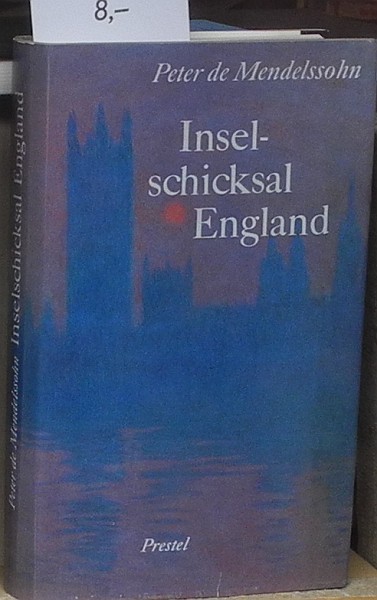 8,–
Peter de Mendelssohn
Insel-
schicksal
England
Prestel
Peter de Mendelssohn Inselschicksal England